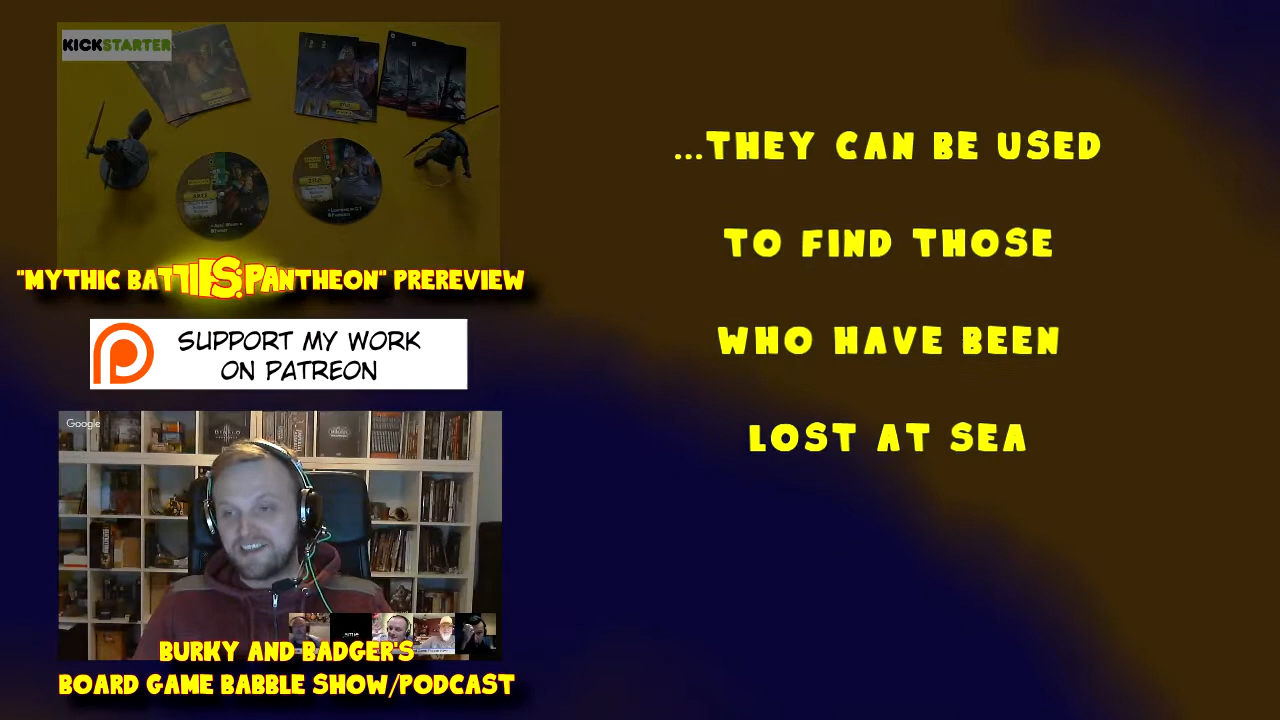 KICKSTARTER
"MYTHIC BATTLES: PANTHEON" PREREVIEW
SUPPORT MY WORK
ON PATREON
Google
DIABLO
BURKY AND BADGER'S
BOARD GAME BABBLE SHOW/PODCAST
...THEY CAN BE USED
TO FIND THOSE
WHO HAVE BEEN
LOST AT SEA